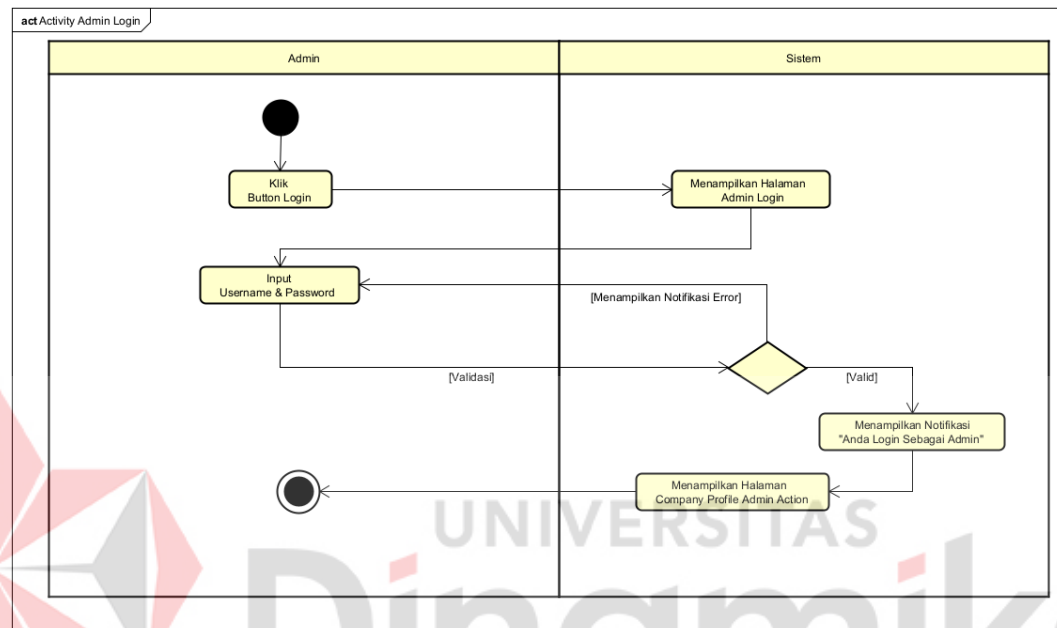 act Activity Admin Login
Admin
Sistem
Klik
Button Login
Menampilkan Halaman
Admin Login
Input
Username & Password
[Menampilkan Notifikasi Error]
[Validasi]
[Valid]
Menampilkan Notifikasi
"Anda Login Sebagai Admin"
Menampilkan Halaman
Company Profile Admin Action
UNIVERSITAS
Dinamika